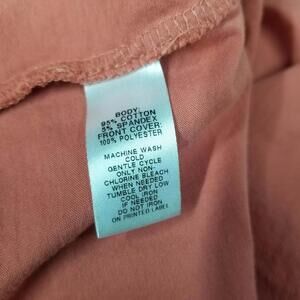 BODY:
95% COTTON
5% SPANDEX
FRONT COVER:
100% POLYESTER
MACHINE WASH
COLD
GENTLE CYCLE
ONLY NON-
CHLORINE BLEACH
WHEN NEEDED
TUMBLE DRY LOW
COOL IRON
IF NEEDED
DO NOT IRON
ON PRINTED LABEL